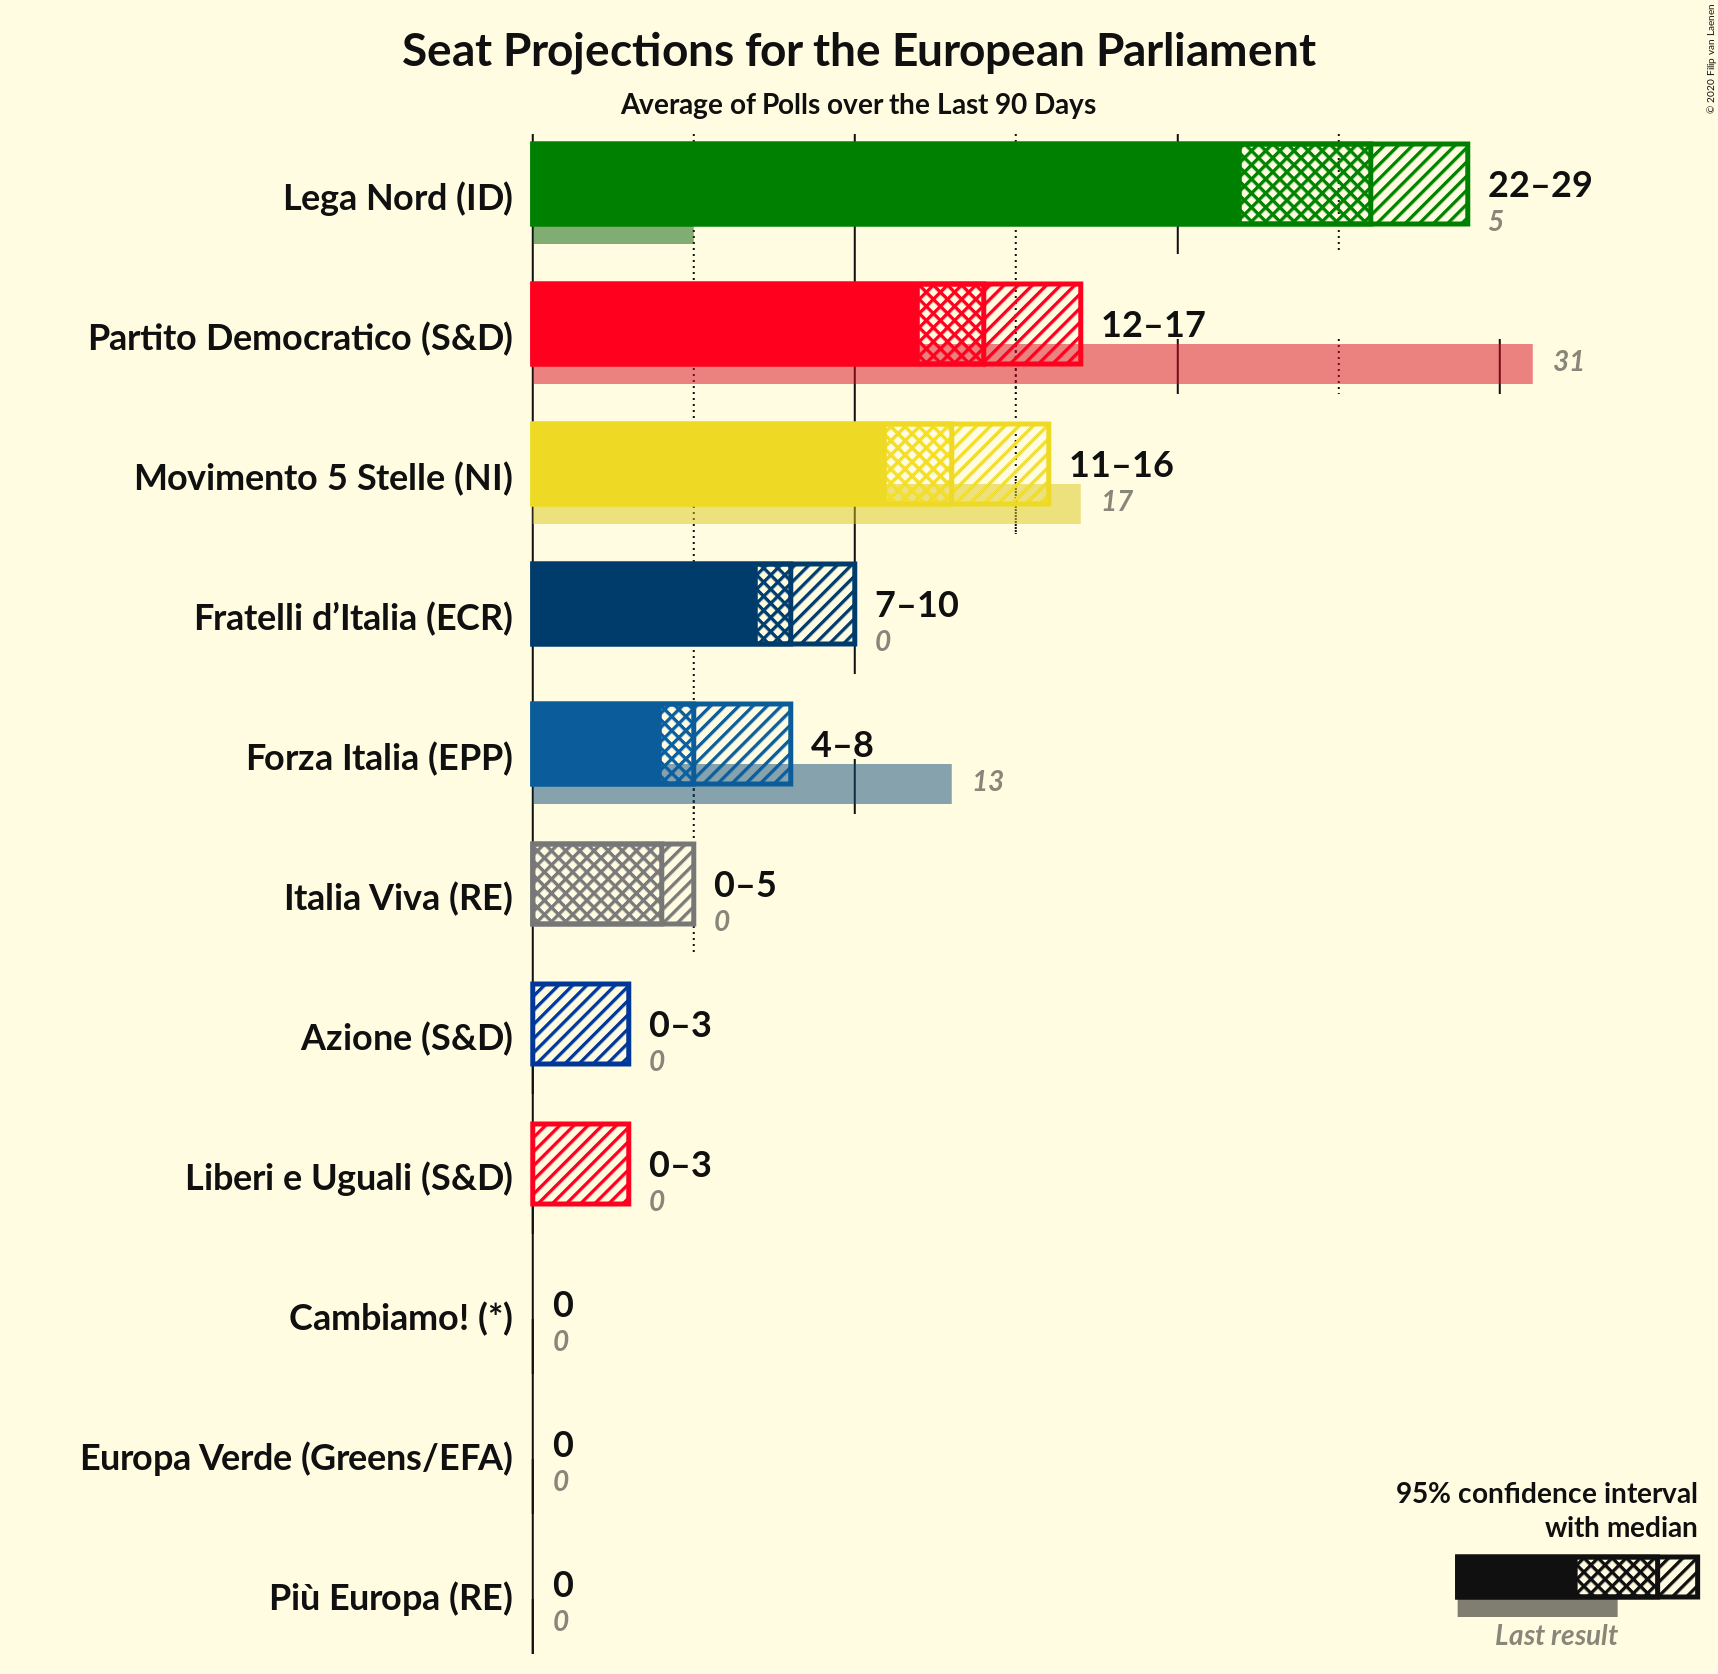 Seat Projections for the European Parliament
Average of Polls over the Last 90 Days
© 2020 Filip van Laenen
Lega Nord (ID)
22–29
5
Partito Democratico (S&D)
12–17
31
Movimento 5 Stelle (NI)
11–16
17
Fratelli d’Italia (ECR)
7–10
0
Forza Italia (EPP)
4–8
13
Italia Viva (RE)
0–5
0
Azione (S&D)
0–3
0
Liberi e Uguali (S&D)
0–3
0
Cambiamo! (*)
0
0
Europa Verde (Greens/EFA)
0
0
Più Europa (RE)
0
0
95% confidence interval
with median
Last result